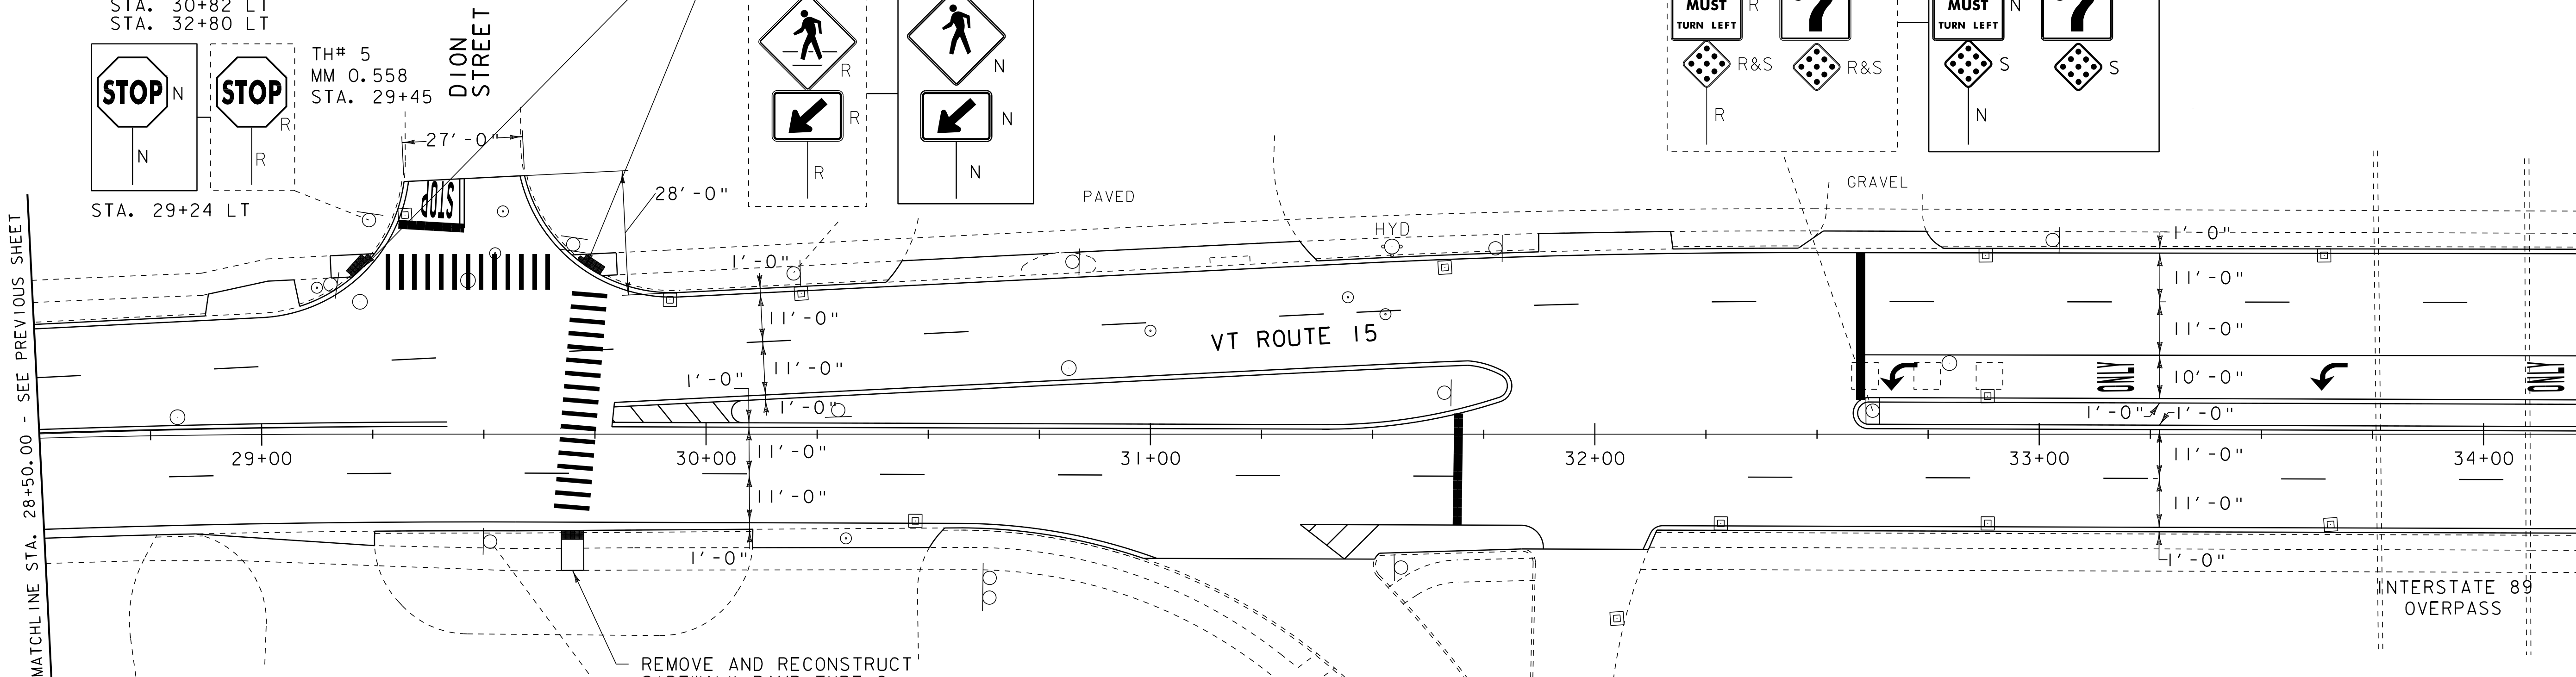 STA. 30+82 LT
STA. 32+80 LT
STOP
N
N
STOP
R
R
STA. 29+24 LT
TH# 5
MM 0.558
STA. 29+45
DION
STREET
27'-0"
28'-0"
STOP
R
R
R
N
N
N
PAVED
HYD
MUST
TURN LEFT
R
R&S
R&S
R
MUST
TURN LEFT
N
S
S
N
GRAVEL
MATCHLINE STA. 28+50.00 - SEE PREVIOUS SHEET
1'-0"
11'-0"
11'-0"
1'-0"
1'-0"
11'-0"
11'-0"
1'-0"
VT ROUTE 15
1'-0"
11'-0"
11'-0"
10'-0"
1'-0"
1'-0"
11'-0"
11'-0"
1'-0"
ONLY
ONLY
29+00
30+00
31+00
32+00
33+00
34+00
INTERSTATE 89
OVERPASS
REMOVE AND RECONSTRUCT